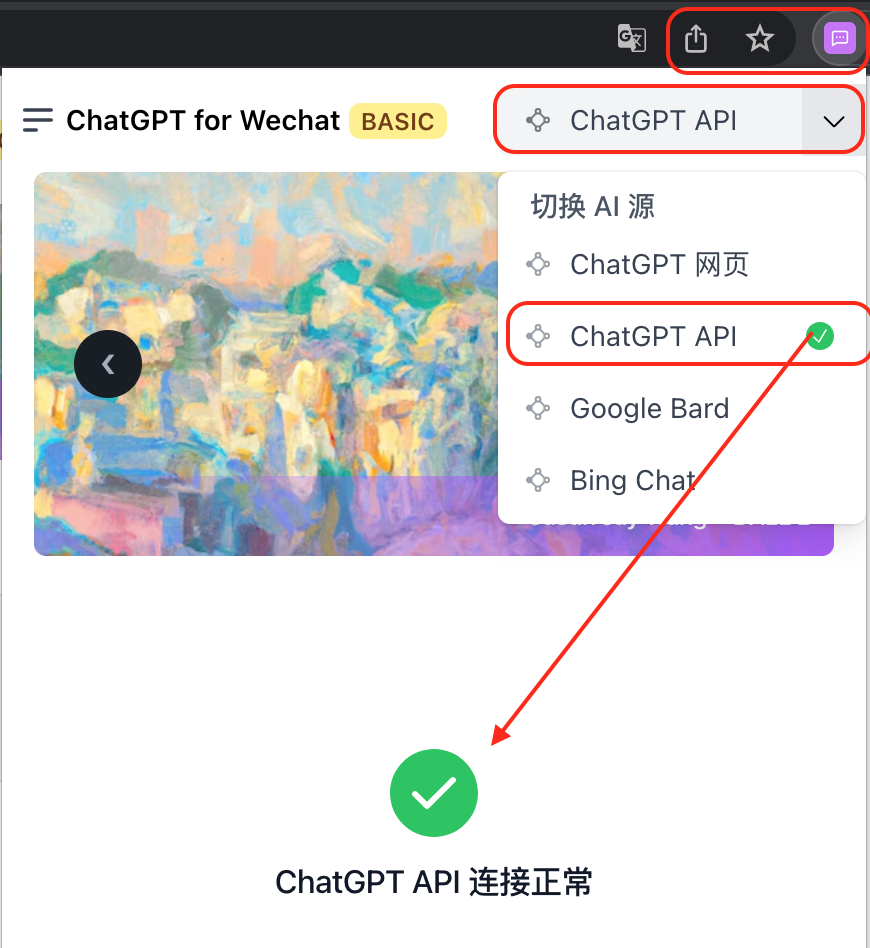 ChatGPT for Wechat BASIC
ChatGPT API
切换 AI 源
ChatGPT 网页
ChatGPT API
Google Bard
Bing Chat
ChatGPT API 连接正常